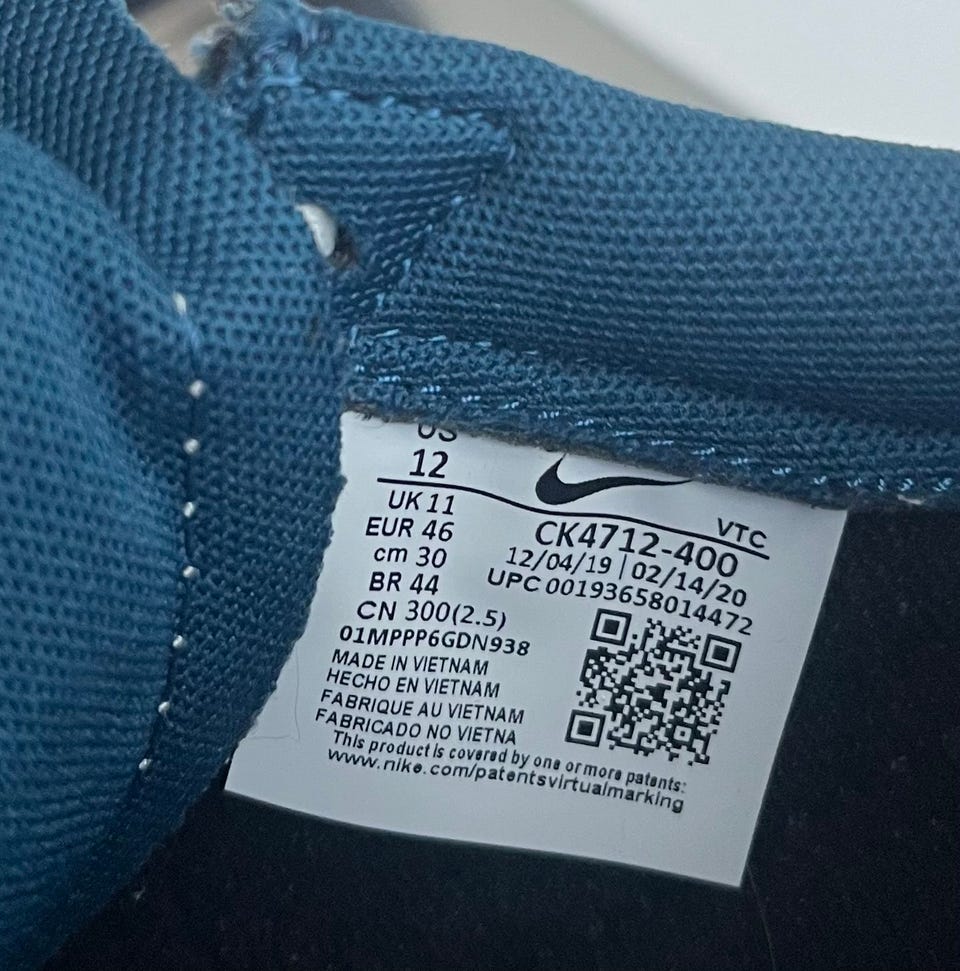 US
12
UK 11
EUR 46
cm 30
BR 44
CN 300(2.5)
01MPPP6GDN938
VTC
CK4712-400
12/04/19 | 02/14/20
UPC 00193658014472
MADE IN VIETNAM
HECHO EN VIETNAM
FABRIQUE AU VIETNAM
FABRICADO NO VIETNA
This product is covered by one or more patents:
www.nike.com/patentsvirtualmarking